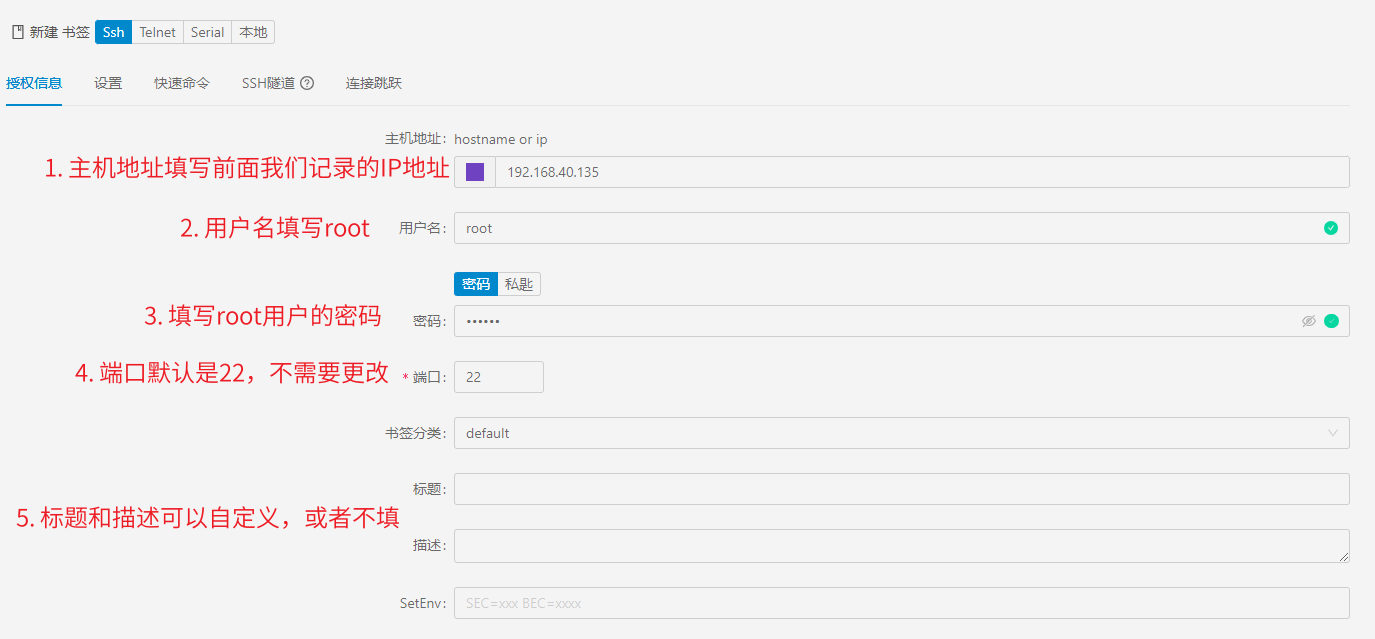 新建 书签 Ssh Telnet Serial 本地
授权信息 设置 快速命令 SSH隧道 连接跳跃
主机地址: hostname or ip
1. 主机地址填写前面我们记录的IP地址 192.168.40.135
2. 用户名填写root 用户名: root
密码 私匙
3. 填写root用户的密码 密码: ••••••
4. 端口默认是22，不需要更改 * 端口: 22
书签分类: default
标题:
5. 标题和描述可以自定义，或者不填
描述:
SetEnv: SEC=xxx BEC=xxxx